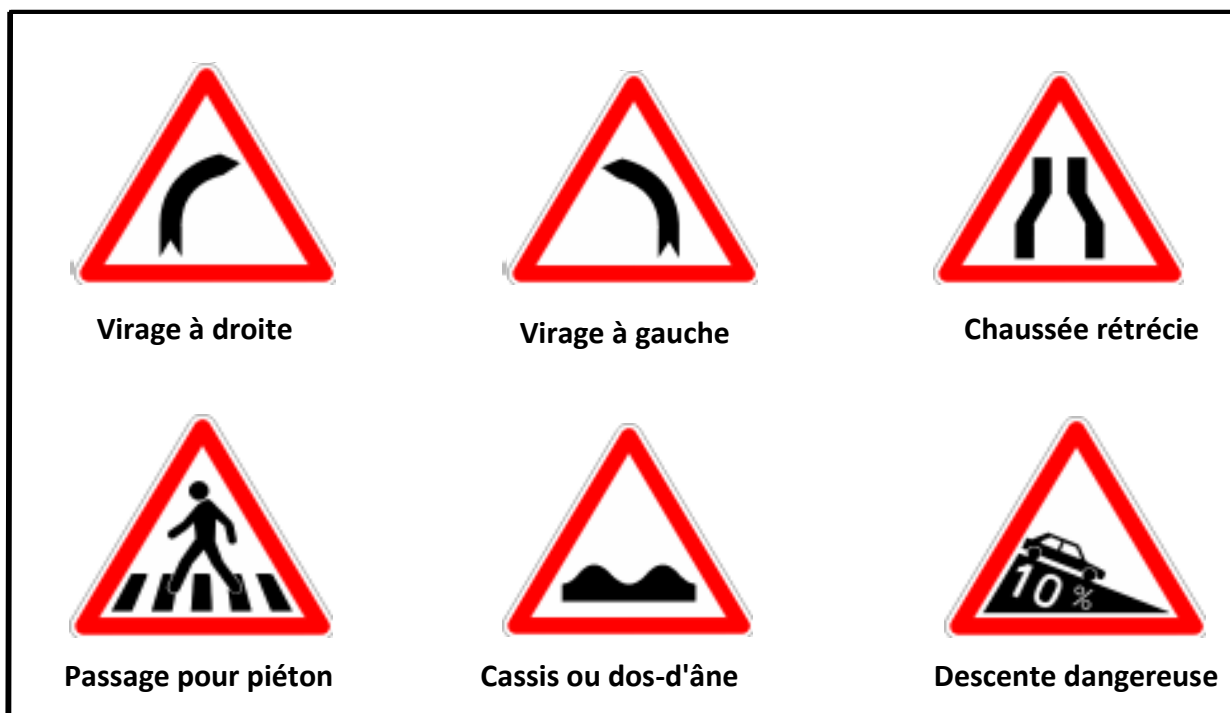 Virage à droite
Virage à gauche
Chaussée rétrécie
10 %
Passage pour piéton
Cassis ou dos-d'âne
Descente dangereuse